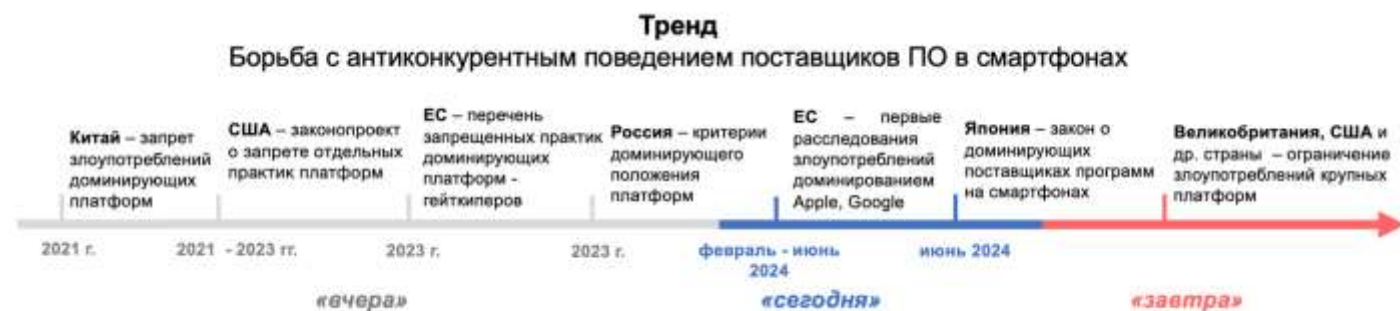 Тренд
Борьба с антиконкурентным поведением поставщиков ПО в смартфонах
Китай – запрет
злоупотреблений
доминирующих
платформ
США – законопроект
о запрете отдельных
практик платформ
ЕС – перечень
запрещенных практик
доминирующих
платформ -
гейткиперов
Россия – критерии
доминирующего
положения
платформ
ЕС – первые
расследования
злоупотреблений
доминированием
Apple, Google
Япония – закон о
доминирующих
поставщиках программ
на смартфонах
Великобритания, США и
др. страны – ограничение
злоупотреблений крупных
платформ
2021 г.
2021 - 2023 гг.
2023 г.
2023 г.
февраль - июнь
2024
июнь 2024
«вчера»
«сегодня»
«завтра»